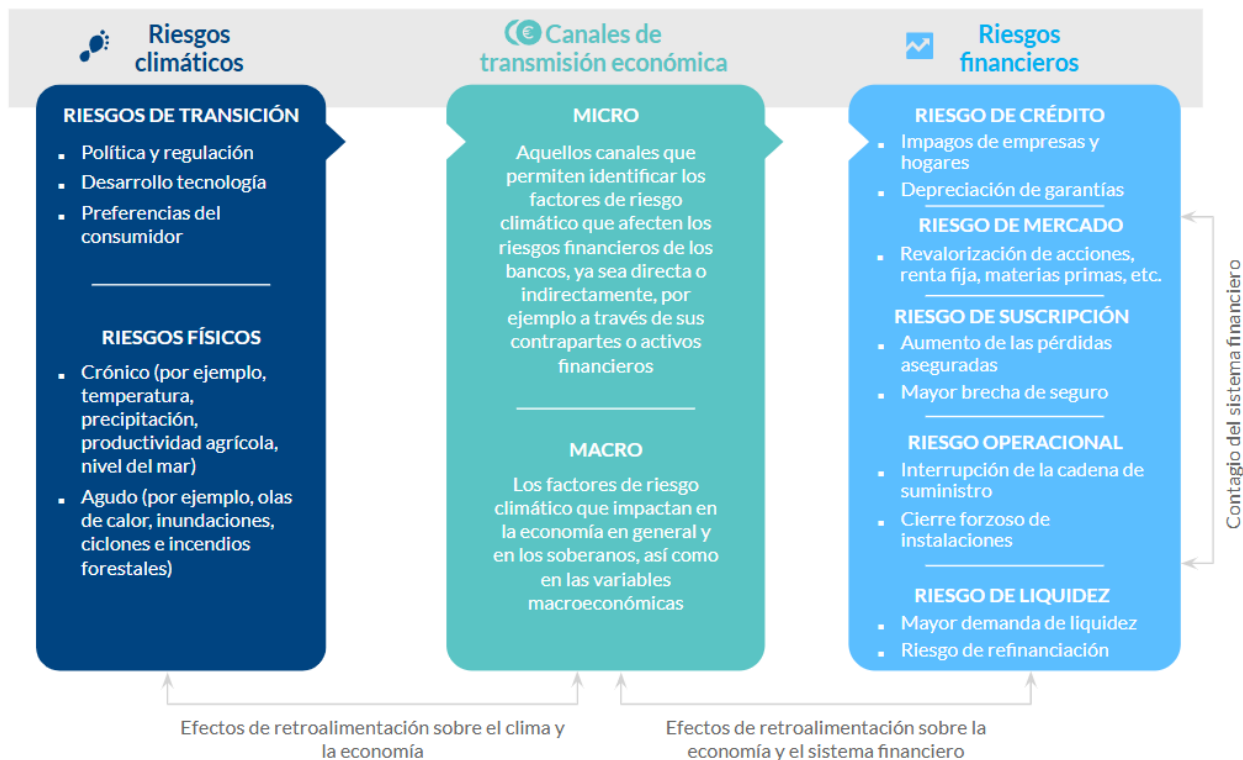 Riesgos
climáticos
Canales de
transmisión económica
Riesgos
financieros
RIESGOS DE TRANSICIÓN
▪ Política y regulación
▪ Desarrollo tecnología
▪ Preferencias del
consumidor
RIESGOS FÍSICOS
▪ Crónico (por ejemplo,
temperatura,
precipitación,
productividad agrícola,
nivel del mar)
▪ Agudo (por ejemplo, olas
de calor, inundaciones,
ciclones e incendios
forestales)
MICRO
Aquellos canales que
permiten identificar los
factores de riesgo
climático que afecten los
riesgos financieros de los
bancos, ya sea directa o
indirectamente, por
ejemplo a través de sus
contrapartes o activos
financieros
MACRO
Los factores de riesgo
climático que impactan en
la economía en general y
en los soberanos, así como
en las variables
macroeconómicas
RIESGO DE CRÉDITO
▪ Impagos de empresas y
hogares
▪ Depreciación de garantías
RIESGO DE MERCADO
▪ Revalorización de acciones,
renta fija, materias primas, etc.
RIESGO DE SUSCRIPCIÓN
▪ Aumento de las pérdidas
aseguradas
▪ Mayor brecha de seguro
RIESGO OPERACIONAL
▪ Interrupción de la cadena de
suministro
▪ Cierre forzoso de
instalaciones
RIESGO DE LIQUIDEZ
▪ Mayor demanda de liquidez
▪ Riesgo de refinanciación
Contagio del sistema financiero
Efectos de retroalimentación sobre el clima y
la economía
Efectos de retroalimentación sobre la
economía y el sistema financiero